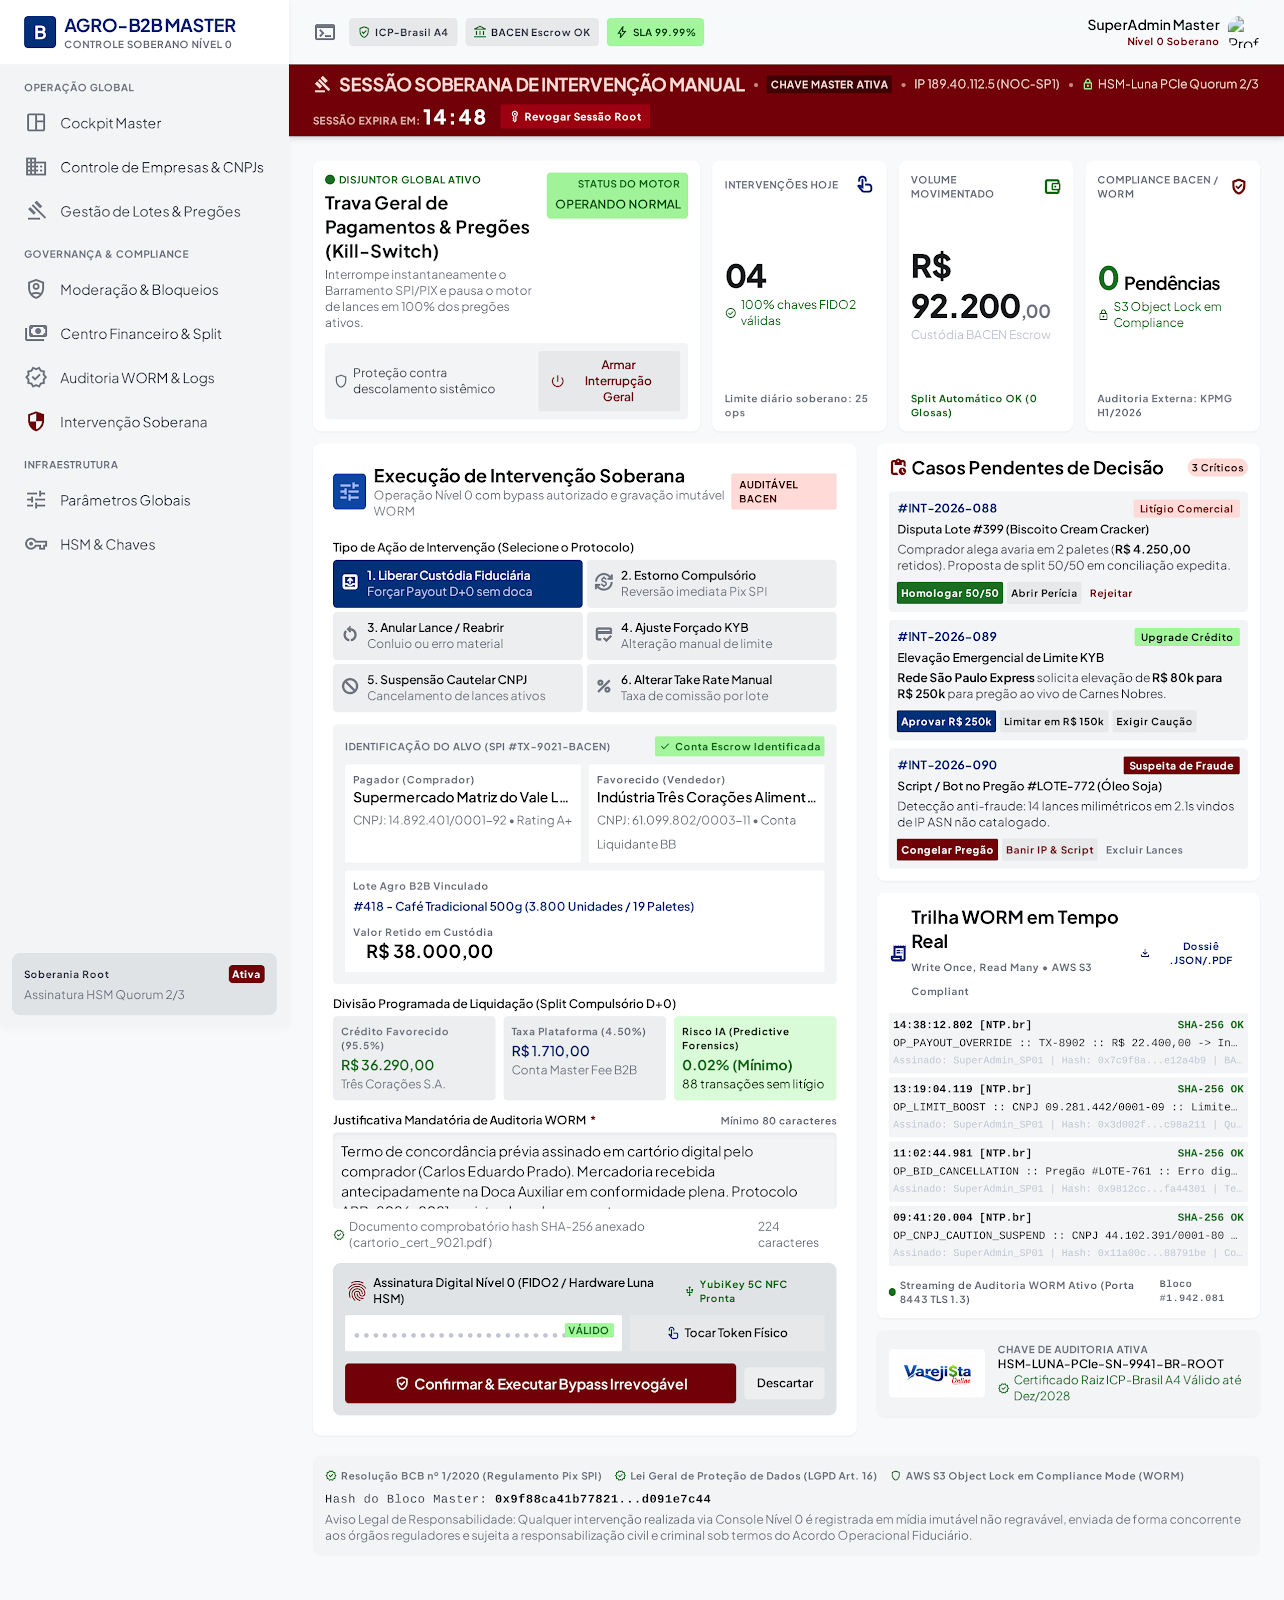 B
AGRO-B2B MASTER
CONTROLE SOBERANO NÍVEL 0
OPERAÇÃO GLOBAL
Cockpit Master
Controle de Empresas & CNPJs
Gestão de Lotes & Pregões
GOVERNANÇA & COMPLIANCE
Moderação & Bloqueios
Centro Financeiro & Split
Auditoria WORM & Logs
Intervenção Soberana
INFRAESTRUTURA
Parâmetros Globais
HSM & Chaves
Soberania Root
Ativa
Assinatura HSM Quorum 2/3
ICP-Brasil A4
BACEN Escrow OK
SLA 99.99%
SuperAdmin Master
Nível 0 Soberano
Prof
SESSÃO SOBERANA DE INTERVENÇÃO MANUAL • CHAVE MASTER ATIVA • IP 189.40.112.5 (NOC-SP1) • HSM-Luna PCIe Quorum 2/3
SESSÃO EXPIRA EM: 14:48
Revogar Sessão Root
DISJUNTOR GLOBAL ATIVO
Trava Geral de
Pagamentos & Pregões
(Kill-Switch)
Interrompe instantaneamente o
Barramento SPI/PIX e pausa o motor
de lances em 100% dos pregões
ativos.
STATUS DO MOTOR
OPERANDO NORMAL
Proteção contra
descolamento sistêmico
Armar
Interrupção
Geral
INTERVENÇÕES HOJE
04
100% chaves FIDO2
válidas
Limite diário soberano: 25
ops
VOLUME
MOVIMENTADO
R$
92.200,00
Custódia BACEN Escrow
Split Automático OK (0
Glosas)
COMPLIANCE BACEN /
WORM
0 Pendências
S3 Object Lock em
Compliance
Auditoria Externa: KPMG
H1/2026
Execução de Intervenção Soberana
Operação Nível 0 com bypass autorizado e gravação imutável
WORM
AUDITÁVEL
BACEN
Tipo de Ação de Intervenção (Selecione o Protocolo)
1. Liberar Custódia Fiduciária
Forçar Payout D+0 sem doca
2. Estorno Compulsório
Reversão imediata Pix SPI
3. Anular Lance / Reabrir
Conluio ou erro material
4. Ajuste Forçado KYB
Alteração manual de limite
5. Suspensão Cautelar CNPJ
Cancelamento de lances ativos
6. Alterar Take Rate Manual
Taxa de comissão por lote
IDENTIFICAÇÃO DO ALVO (SPI #TX-9021-BACEN)
Conta Escrow Identificada
Pagador (Comprador)
Supermercado Matriz do Vale L...
CNPJ: 14.892.401/0001-92 • Rating A+
Favorecido (Vendedor)
Indústria Três Corações Aliment...
CNPJ: 61.099.802/0003-11 • Conta
Liquidante BB
Lote Agro B2B Vinculado
#418 - Café Tradicional 500g (3.800 Unidades / 19 Paletes)
Valor Retido em Custódia
R$ 38.000,00
Divisão Programada de Liquidação (Split Compulsório D+0)
Crédito Favorecido
(95.5%)
R$ 36.290,00
Três Corações S.A.
Taxa Plataforma (4.50%)
R$ 1.710,00
Conta Master Fee B2B
Risco IA (Predictive
Forensics)
0.02% (Mínimo)
88 transações sem litígio
Justificativa Mandatória de Auditoria WORM *
Mínimo 80 caracteres
Termo de concordância prévia assinado em cartório digital pelo
comprador (Carlos Eduardo Prado). Mercadoria recebida
antecipadamente na Doca Auxiliar em conformidade plena. Protocolo
Documento comprobatório hash SHA-256 anexado
(cartorio_cert_9021.pdf)
224
caracteres
Assinatura Digital Nível 0 (FIDO2 / Hardware Luna
HSM)
YubiKey 5C NFC
Pronta
VÁLIDO
Tocar Token Físico
Confirmar & Executar Bypass Irrevogável
Descartar
Casos Pendentes de Decisão
3 Críticos
#INT-2026-088
Litígio Comercial
Disputa Lote #399 (Biscoito Cream Cracker)
Comprador alega avaria em 2 paletes (R$ 4.250,00
retidos). Proposta de split 50/50 em conciliação expedita.
Homologar 50/50
Abrir Perícia
Rejeitar
#INT-2026-089
Upgrade Crédito
Elevação Emergencial de Limite KYB
Rede São Paulo Express solicita elevação de R$ 80k para
R$ 250k para pregão ao vivo de Carnes Nobres.
Aprovar R$ 250k
Limitar em R$ 150k
Exigir Caução
#INT-2026-090
Suspeita de Fraude
Script / Bot no Pregão #LOTE-772 (Óleo Soja)
Detecção anti-fraude: 14 lances milimétricos em 2.1s vindos
de IP ASN não catalogado.
Congelar Pregão
Banir IP & Script
Excluir Lances
Trilha WORM em Tempo
Real
Write Once, Read Many • AWS S3
Compliant
Dossiê
.JSON/.PDF
14:38:12.802 [NTP.br]
SHA-256 OK
OP_PAYOUT_OVERRIDE :: TX-8902 :: R$ 22.400,00 -> In…
Assinado: SuperAdmin_SP01 | Hash: 0x7c9f8a...e12a4b9 | BA…
13:19:04.119 [NTP.br]
SHA-256 OK
OP_LIMIT_BOOST :: CNPJ 09.281.442/0001-09 :: Limite…
Assinado: SuperAdmin_SP01 | Hash: 0x3d002f...c98a211 | Qu…
11:02:44.981 [NTP.br]
SHA-256 OK
OP_BID_CANCELLATION :: Pregão #LOTE-761 :: Erro dig…
Assinado: SuperAdmin_SP01 | Hash: 0x9812cc...fa44301 | Te…
09:41:20.004 [NTP.br]
SHA-256 OK
OP_CNPJ_CAUTION_SUSPEND :: CNPJ 44.102.391/0001-80 …
Assinado: SuperAdmin_SP01 | Hash: 0x11a00c...88791be | Co…
Streaming de Auditoria WORM Ativo (Porta
8443 TLS 1.3)
Bloco
#1.942.081
Vareji$ta
Online
CHAVE DE AUDITORIA ATIVA
HSM-LUNA-PCIe-SN-9941-BR-ROOT
Certificado Raiz ICP-Brasil A4 Válido até
Dez/2028
Resolução BCB nº 1/2020 (Regulamento Pix SPI)
Lei Geral de Proteção de Dados (LGPD Art. 16)
AWS S3 Object Lock em Compliance Mode (WORM)
Hash do Bloco Master: 0x9f88ca41b77821...d091e7c44
Aviso Legal de Responsabilidade: Qualquer intervenção realizada via Console Nível 0 é registrada em mídia imutável não regravável, enviada de forma concorrente
aos órgãos reguladores e sujeita a responsabilização civil e criminal sob termos do Acordo Operacional Fiduciário.